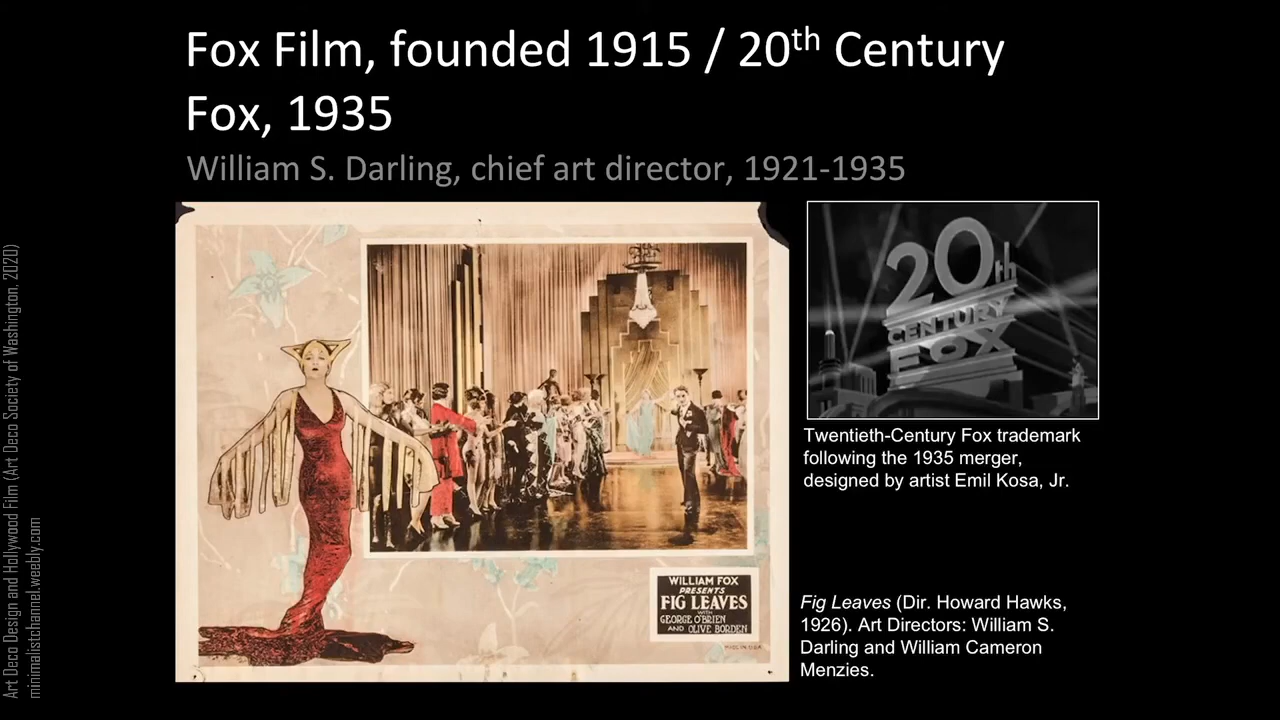 Fox Film, founded 1915 / 20th Century
Fox, 1935
William S. Darling, chief art director, 1921-1935
20th
CENTURY
FOX
Twentieth-Century Fox trademark
following the 1935 merger,
designed by artist Emil Kosa, Jr.
WILLIAM FOX
PRESENTS
FIG LEAVES
WITH
GEORGE O'BRIEN
AND OLIVE BORDEN
MADE IN U.S.A.
Fig Leaves (Dir. Howard Hawks,
1926). Art Directors: William S.
Darling and William Cameron
Menzies.
Art Deco Design and Hollywood Film (Art Deco Society of Washington, 2020)
minimalistchannel.weebly.com